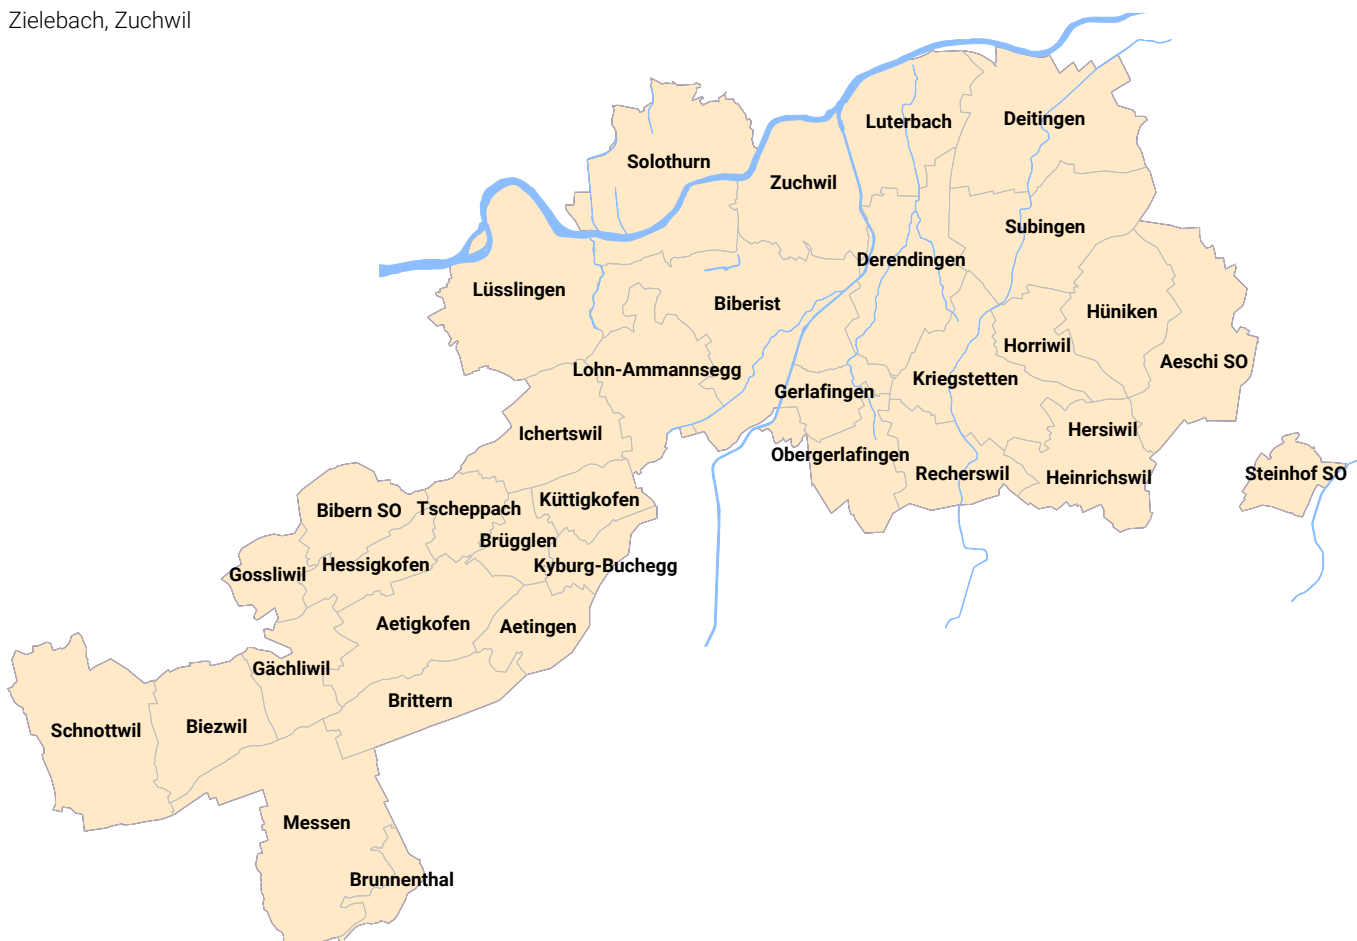 Zielebach, Zuchwil
Luterbach
Deitingen
Solothurn
Zuchwil
Subingen
Derendingen
Lüsslingen
Biberist
Hüniken
Horriwil
Aeschi SO
Lohn-Ammannsegg
Kriegstetten
Gerlafingen
Ichertswil
Hersiwil
Obergerlafingen
Recherswil
Heinrichswil
Steinhof SO
Küttigkofen
Bibern SO
Tscheppach
Brügglen
Hessigkofen
Kyburg-Buchegg
Gossliwil
Aetigkofen
Aetingen
Gächliwil
Brittern
Biezwil
Schnottwil
Messen
Brunnenthal